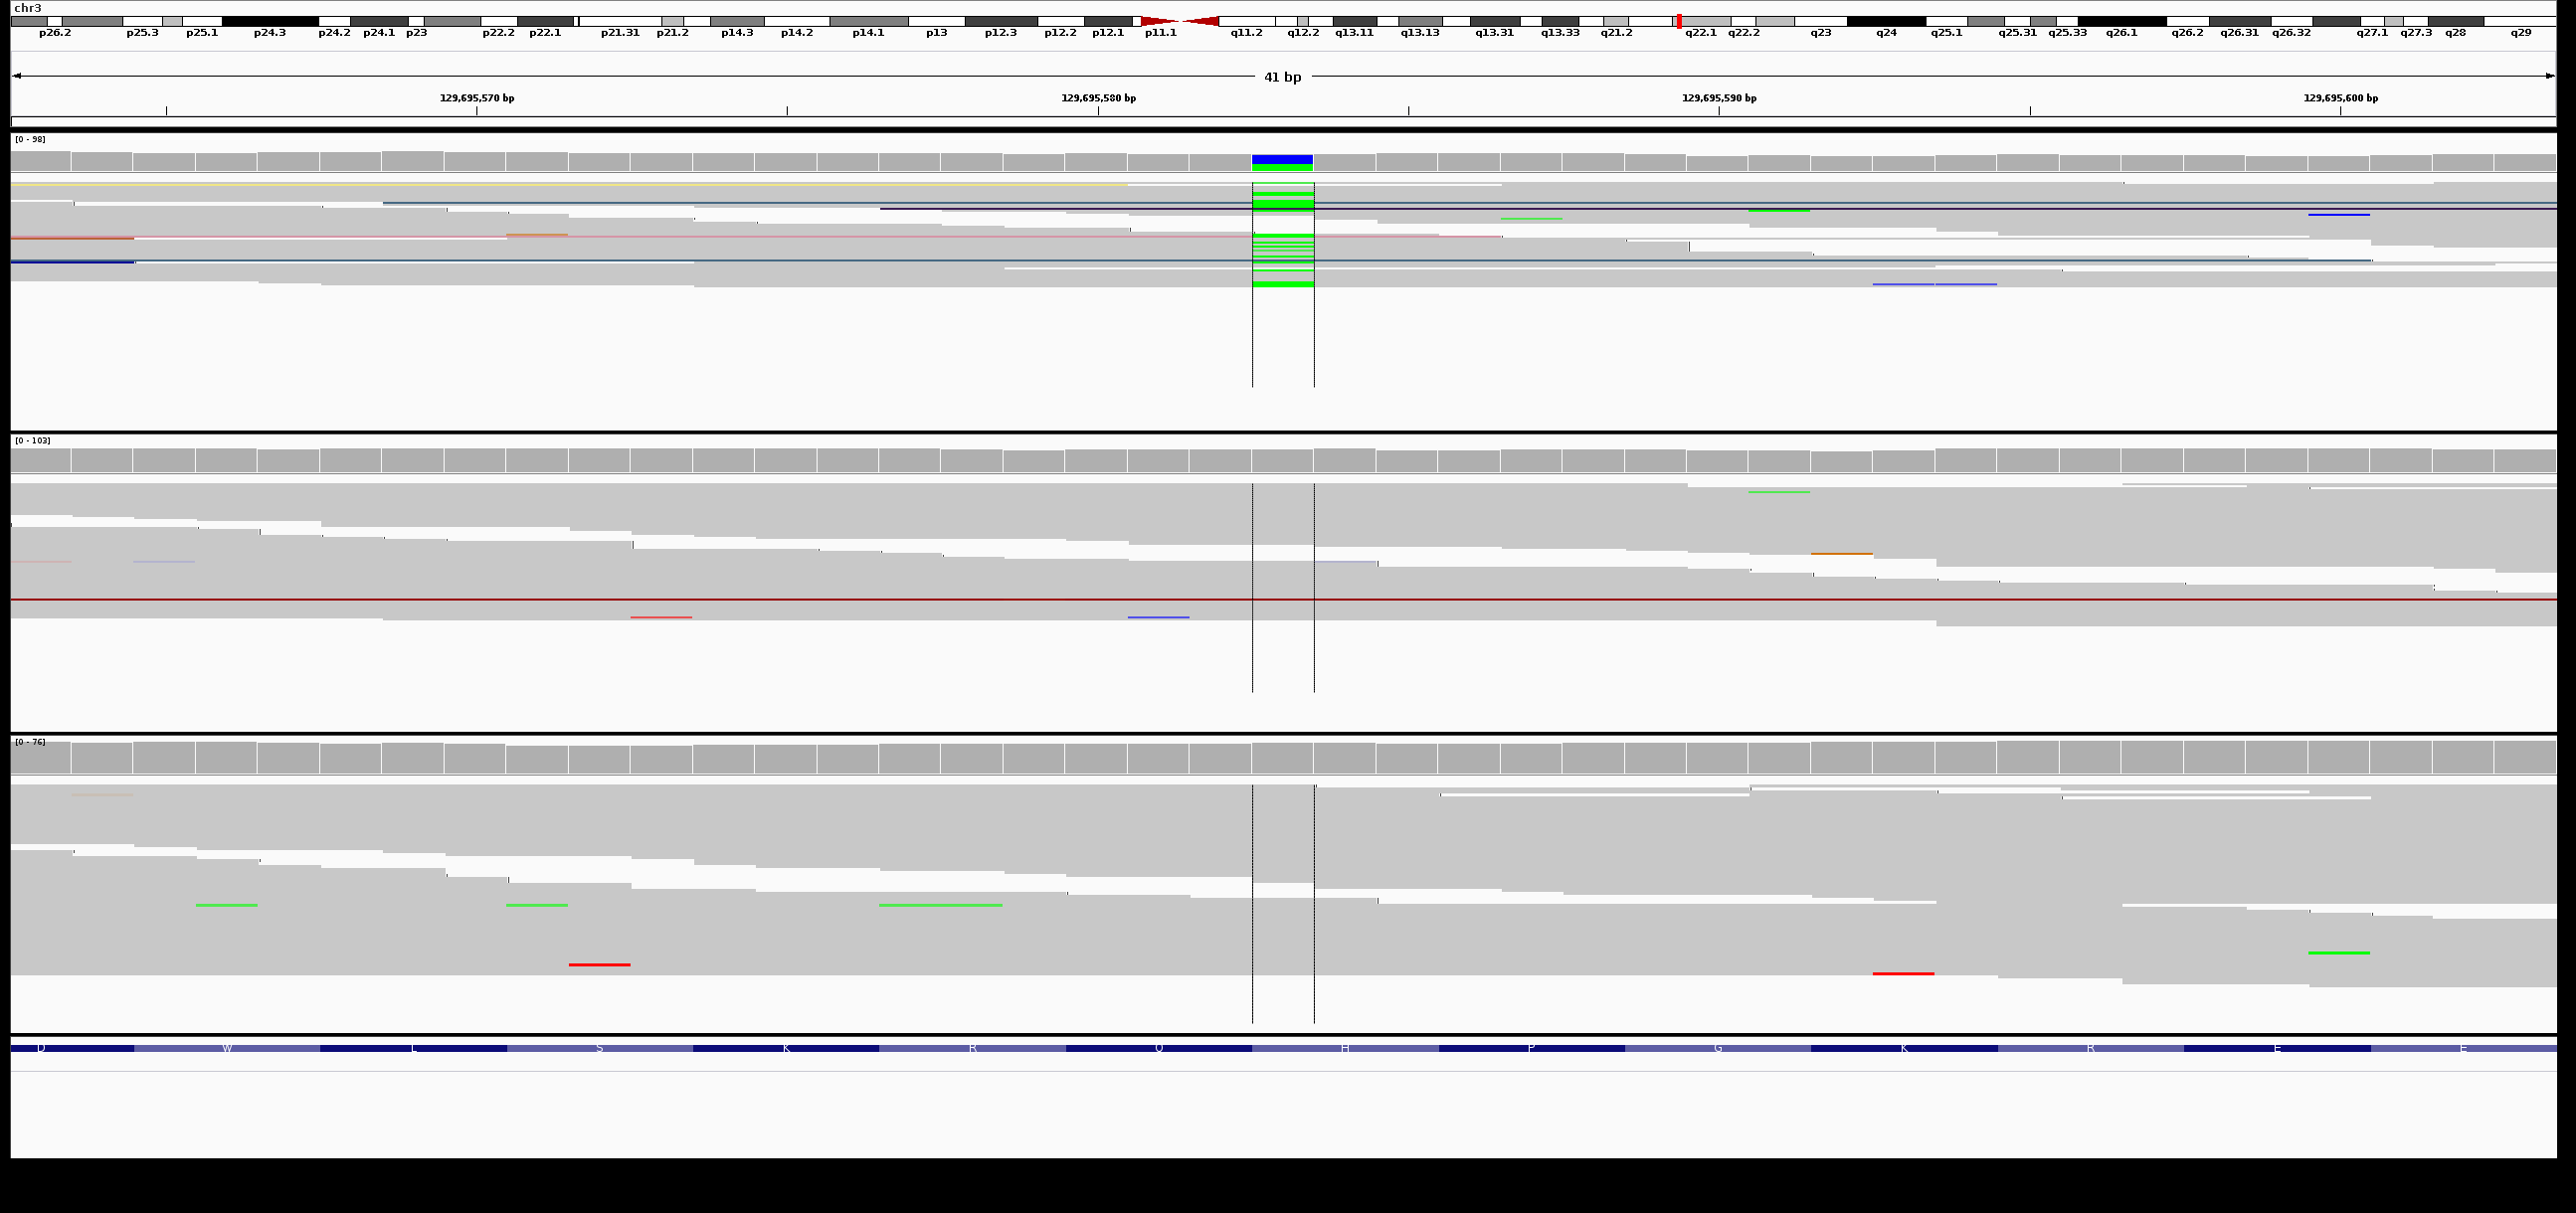 chr3
p26.2 p25.3 p25.1 p24.3 p24.2 p24.1 p23 p22.2 p22.1 p21.31 p21.2 p14.3 p14.2 p14.1 p13 p12.3 p12.2 p12.1 p11.1 q11.2 q12.2 q13.11 q13.13 q13.31 q13.33 q21.2 q22.1 q22.2 q23 q24 q25.1 q25.31 q25.33 q26.1 q26.2 q26.31 q26.32 q27.1 q27.3 q28 q29
41 bp
129,695,570 bp 129,695,580 bp 129,695,590 bp 129,695,600 bp
[0 - 98]
[0 - 103]
[0 - 76]
D W L S K R Q H P G K R E E